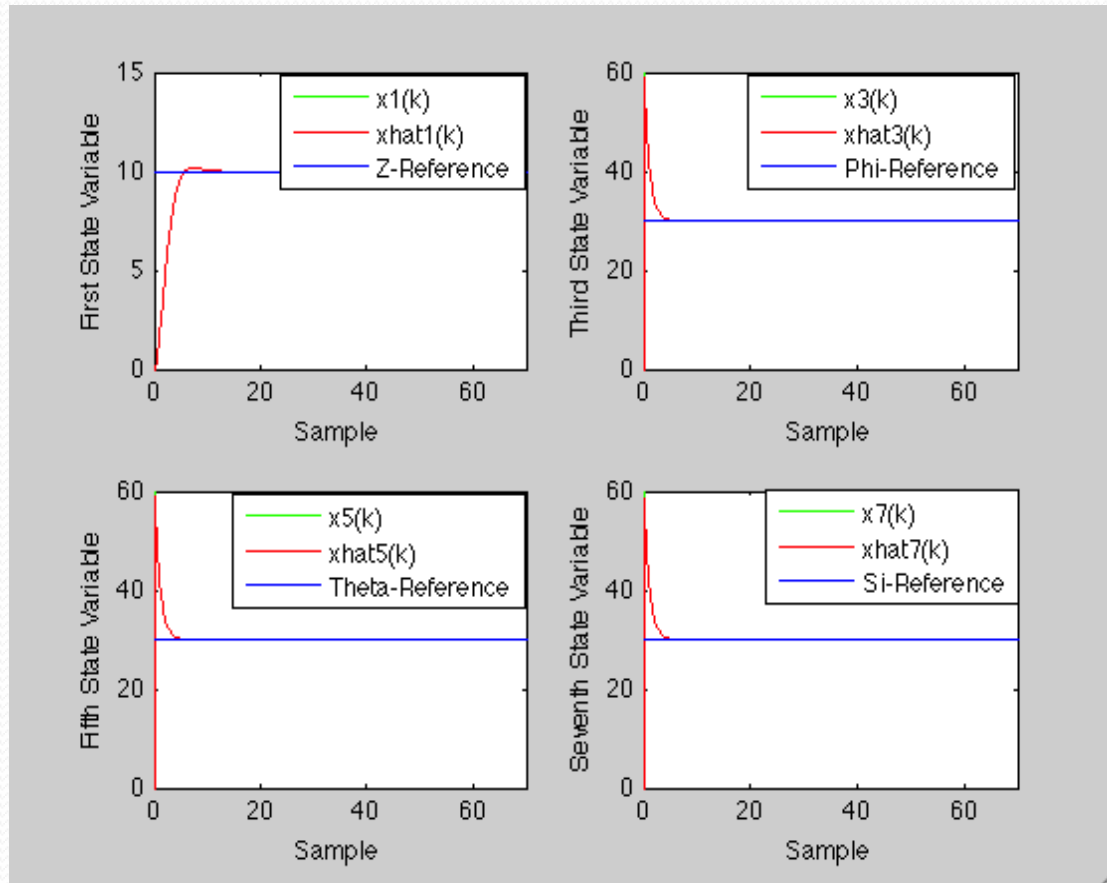 15
10
5
0
0
20
40
60
First State Variable
Sample
x1(k)
xhat1(k)
Z-Reference
60
40
20
0
0
20
40
60
Third State Variable
Sample
x3(k)
xhat3(k)
Phi-Reference
60
40
20
0
0
20
40
60
Fifth State Variable
Sample
x5(k)
xhat5(k)
Theta-Reference
60
40
20
0
0
20
40
60
Seventh State Variable
Sample
x7(k)
xhat7(k)
Si-Reference